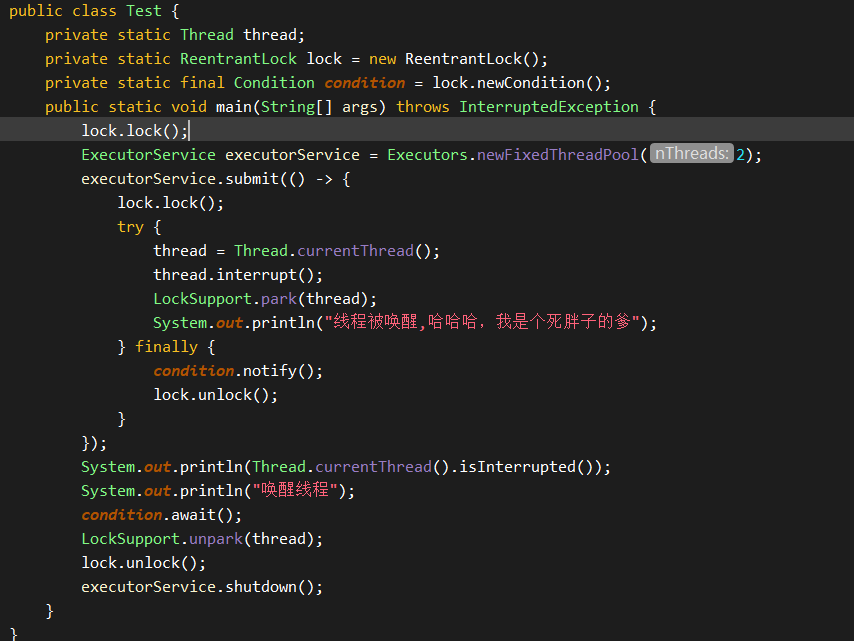 public class Test {
    private static Thread thread;
    private static ReentrantLock lock = new ReentrantLock();
    private static final Condition condition = lock.newCondition();
    public static void main(String[] args) throws InterruptedException {
        lock.lock();
        ExecutorService executorService = Executors.newFixedThreadPool( nThreads: 2);
        executorService.submit(() -> {
            lock.lock();
            try {
                thread = Thread.currentThread();
                thread.interrupt();
                LockSupport.park(thread);
                System.out.println("线程被唤醒,哈哈哈，我是个死胖子的爹");
            } finally {
                condition.notify();
                lock.unlock();
            }
        });
        System.out.println(Thread.currentThread().isInterrupted());
        System.out.println("唤醒线程");
        condition.await();
        LockSupport.unpark(thread);
        lock.unlock();
        executorService.shutdown();
    }
}